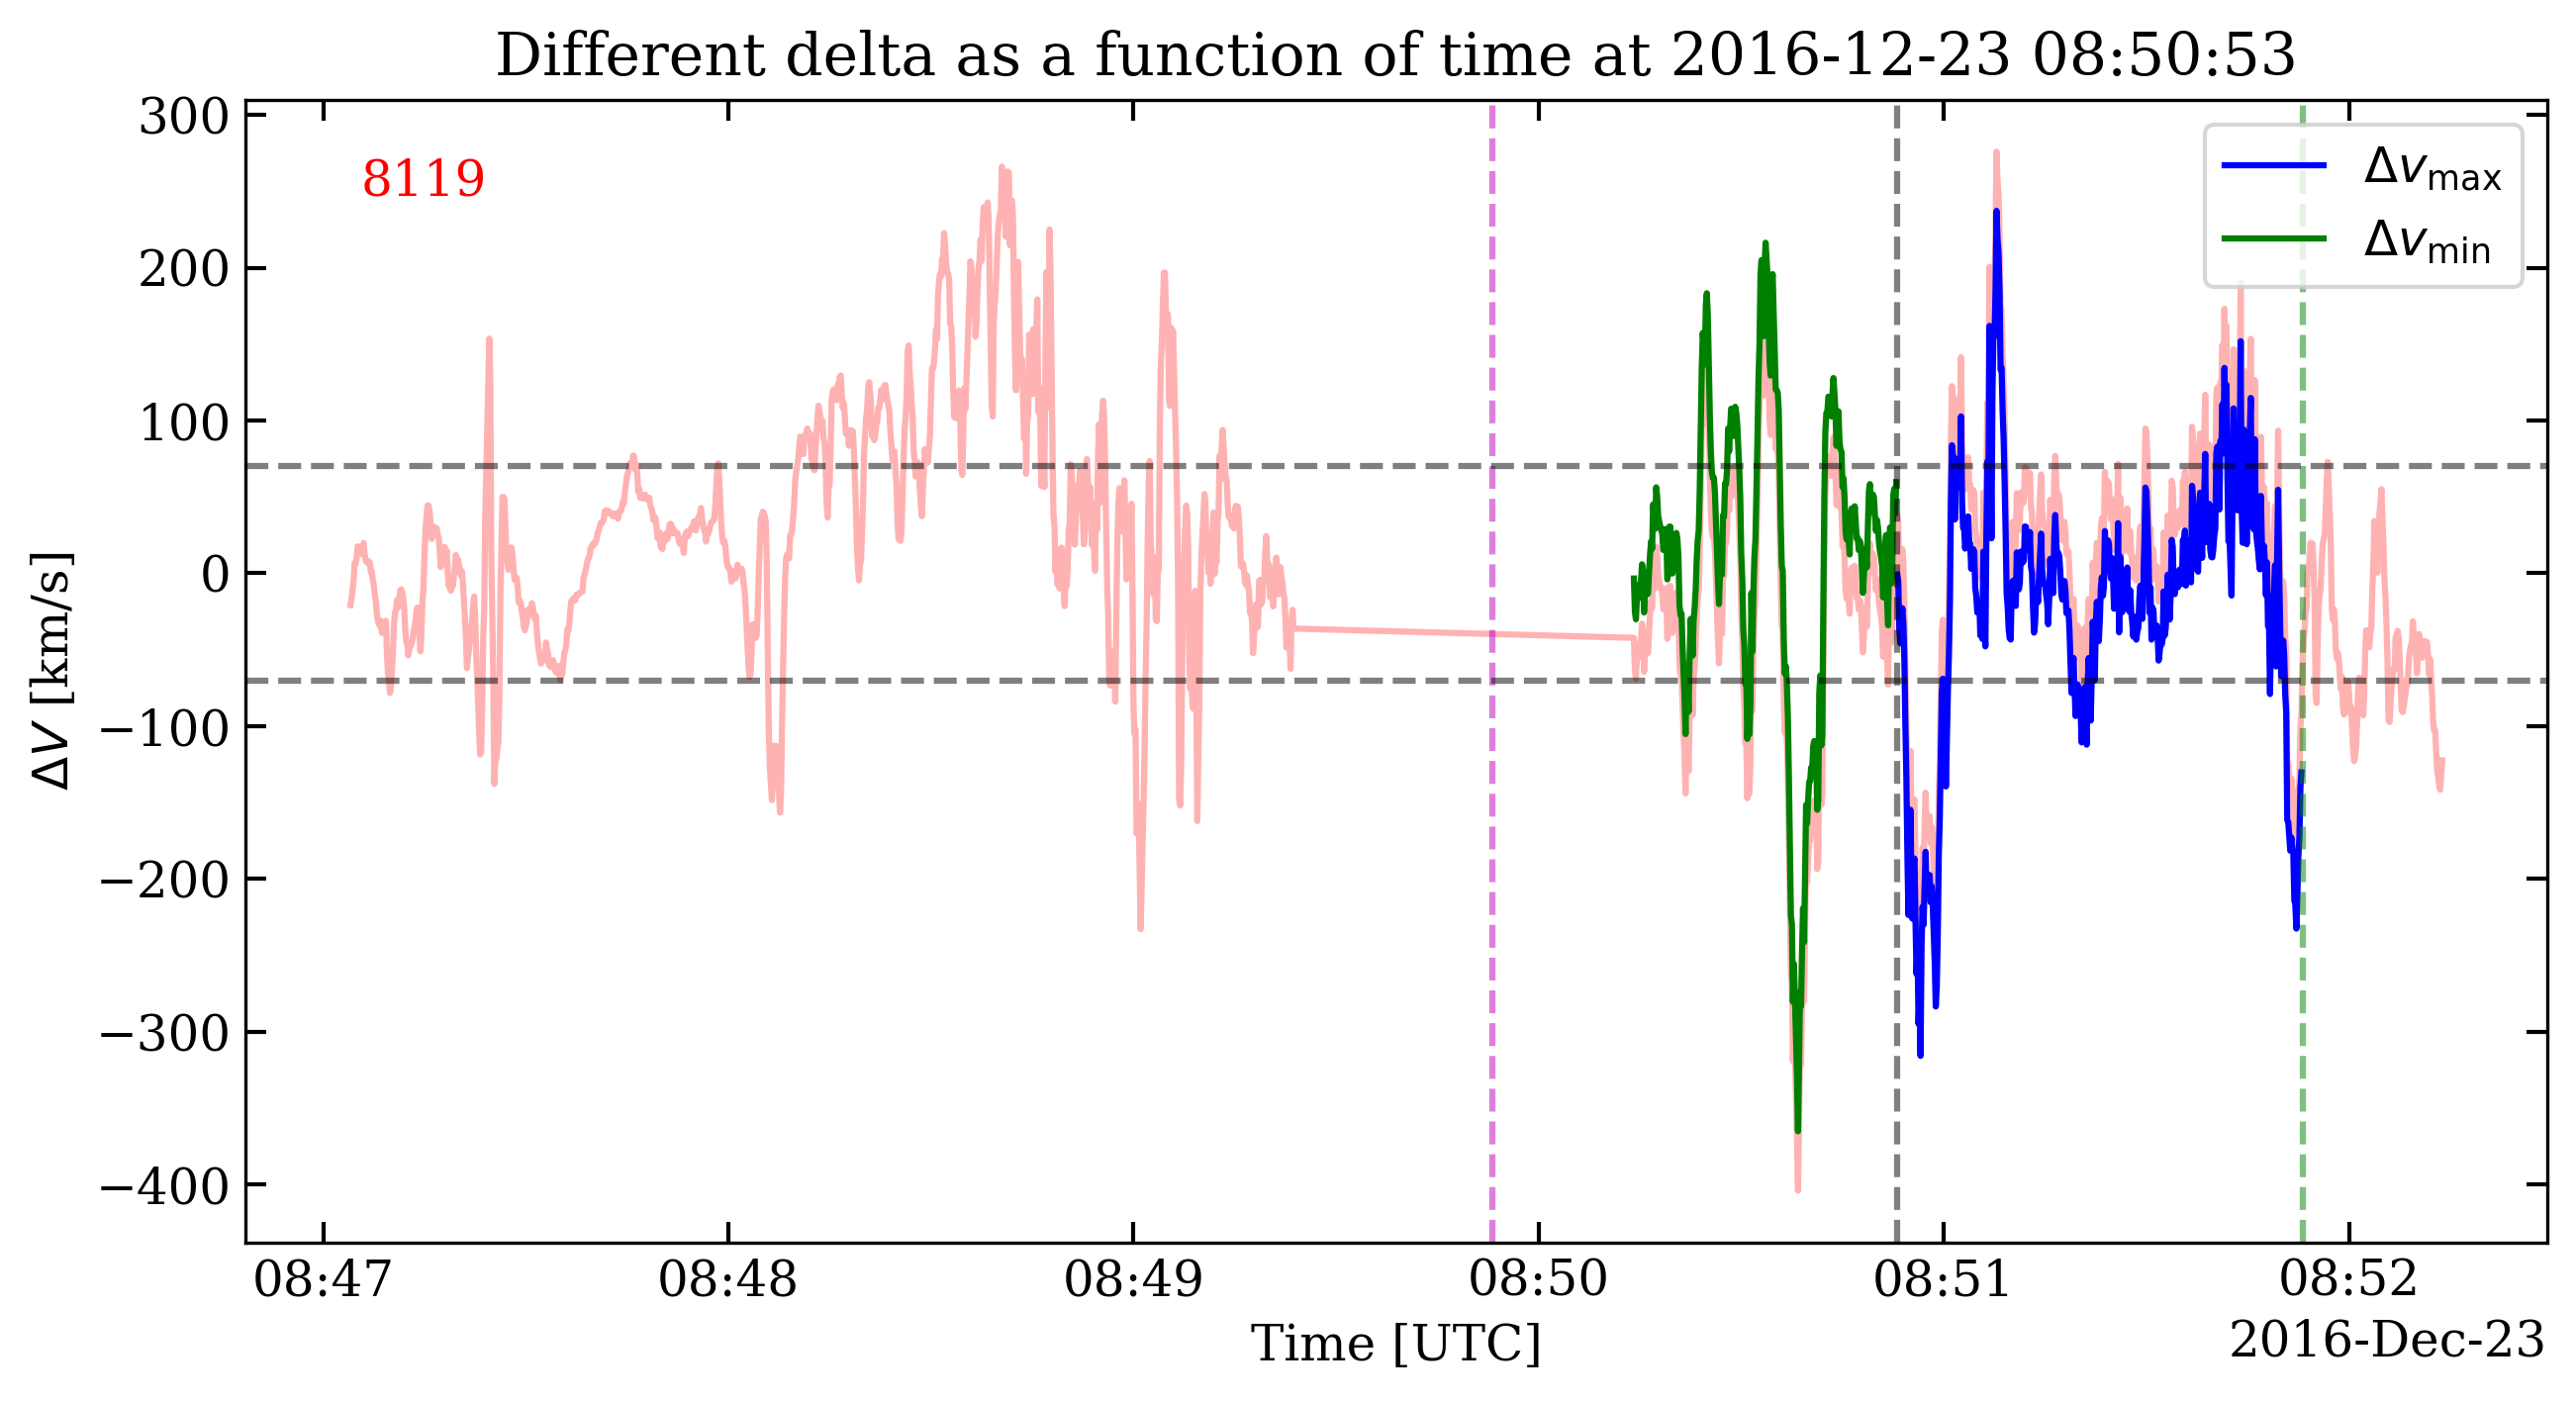 Different delta as a function of time at 2016-12-23 08:50:53
300
200
100
0
−100
−200
−300
−400
ΔV [km/s]
8119
Δv_max
Δv_min
08:47 08:48 08:49 08:50 08:51 08:52
Time [UTC]
2016-Dec-23